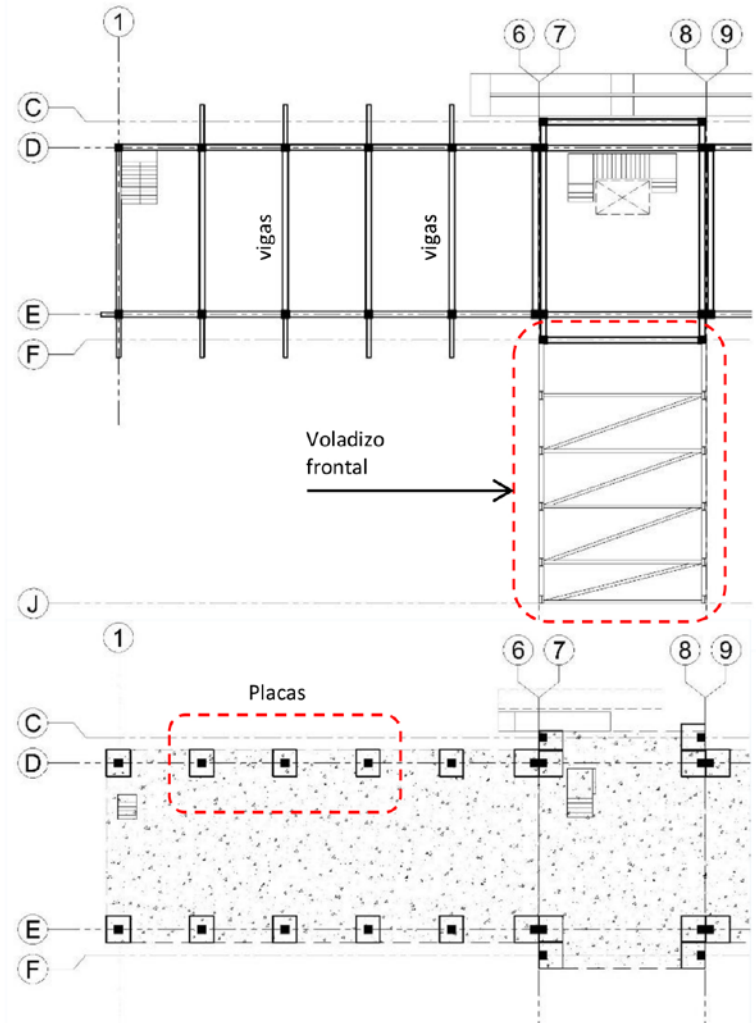 1
6 7
8 9
C
D
vigas
vigas
E
F
Voladizo
frontal
J
1
6 7
8 9
Placas
C
D
E
F